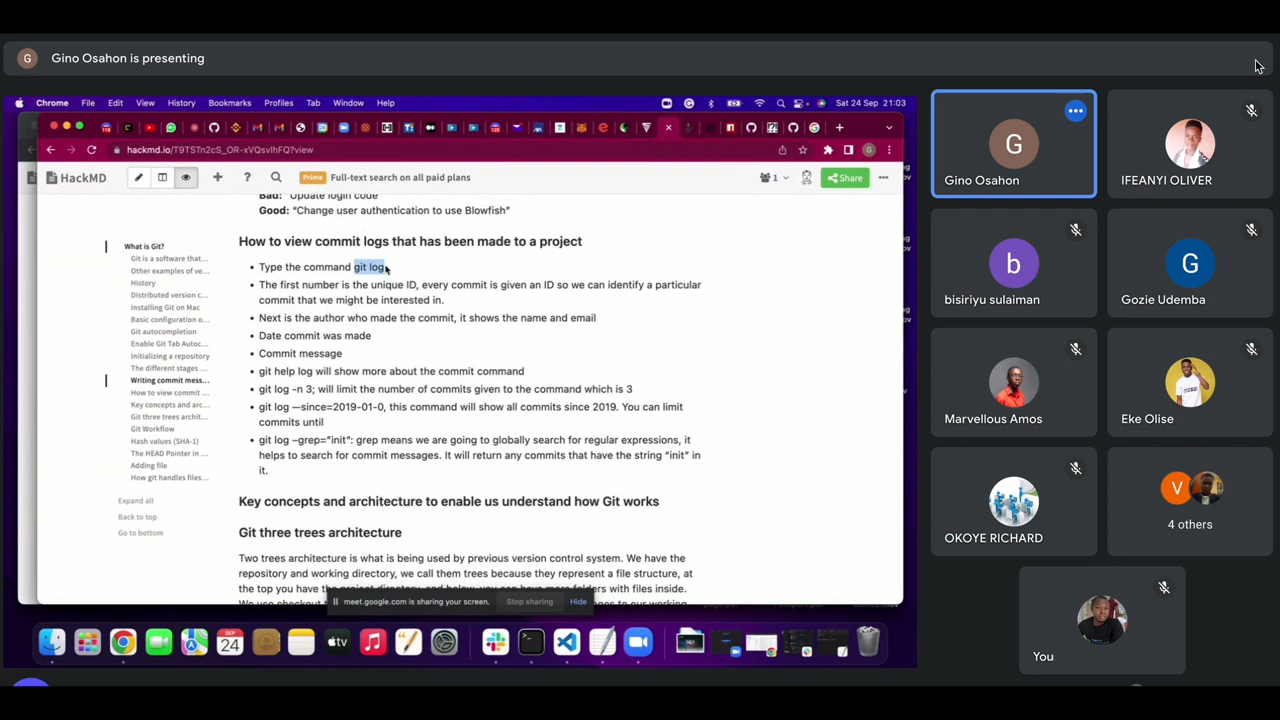 G Gino Osahon is presenting
Chrome File Edit View History Bookmarks Profiles Tab Window Help Sat 24 Sep 21:03
hackmd.io/T9TSTn2cS_OR-xVQsvlhFQ?view
HackMD
Prime Full-text search on all paid plans
1
Share
Bad: "Update login code"
Good: “Change user authentication to use Blowfish”
How to view commit logs that has been made to a project
• Type the command git log
• The first number is the unique ID, every commit is given an ID so we can identify a particular
commit that we might be interested in.
• Next is the author who made the commit, it shows the name and email
• Date commit was made
• Commit message
• git help log will show more about the commit command
• git log -n 3; will limit the number of commits given to the command which is 3
• git log —since=2019-01-0, this command will show all commits since 2019. You can limit
commits until
• git log –grep=”init”: grep means we are going to globally search for regular expressions, it
helps to search for commit messages. It will return any commits that have the string “init” in
it.
Key concepts and architecture to enable us understand how Git works
Git three trees architecture
Two trees architecture is what is being used by previous version control system. We have the
repository and working directory, we call them trees because they represent a file structure, at
the top you have the project directory and below, you can have more folders with files inside.
What is Git?
Git is a software that...
Other examples of ve...
History
Distributed version c...
Installing Git on Mac
Basic configuration o...
Git autocompletion
Enable Git Tab Autoc...
Initializing a repository
The different stages ...
Writing commit mess...
How to view commit ...
Key concepts and arc...
Git three trees archit...
Git Workflow
Hash values (SHA-1)
The HEAD Pointer in ...
Adding file
How git handles files...
Expand all
Back to top
Go to bottom
meet.google.com is sharing your screen. Stop sharing Hide
SEP
24
tv
G
Gino Osahon
IFEANYI OLIVER
b
bisiriyu sulaiman
G
Gozie Udemba
Marvellous Amos
Eke Olise
OKOYE RICHARD
V
4 others
You